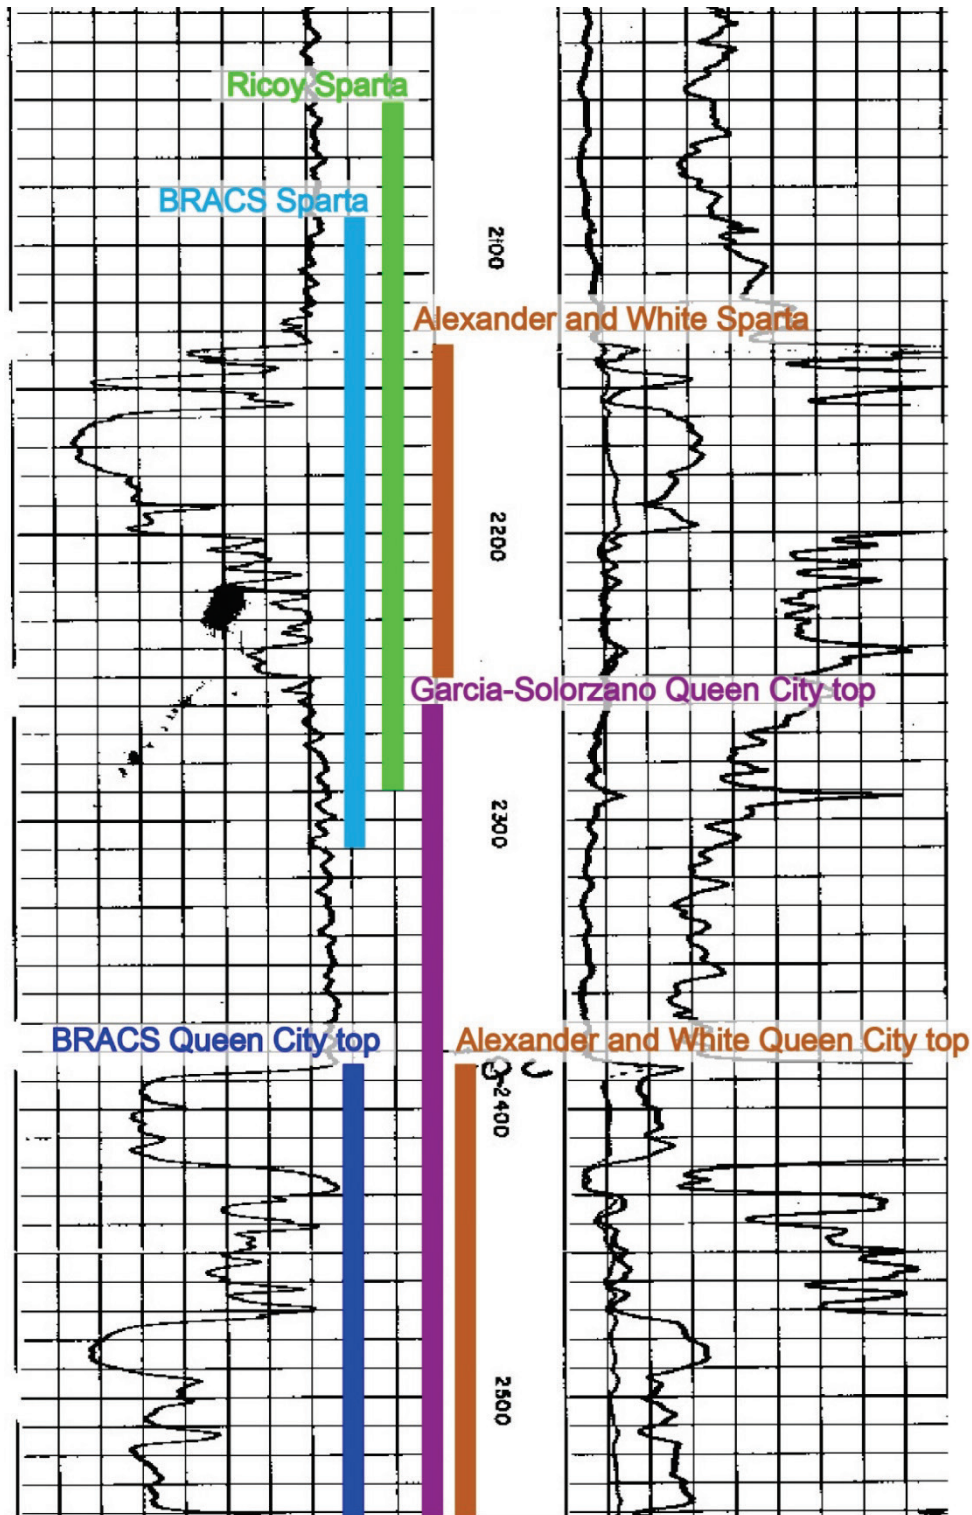 Ricoy Sparta
BRACS Sparta
2100
Alexander and White Sparta
2200
Garcia-Solorzano Queen City top
2300
BRACS Queen City top
Alexander and White Queen City top
2400
2500